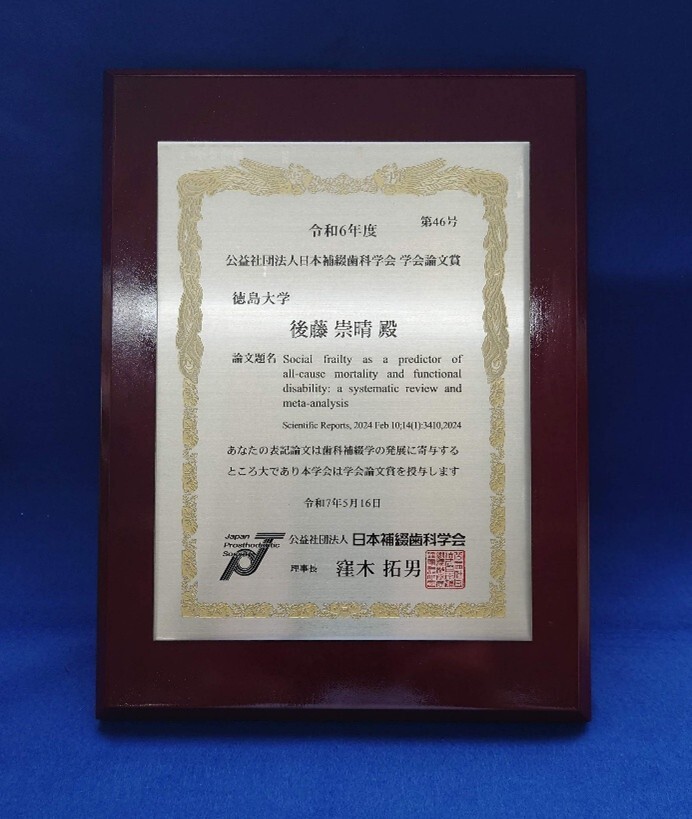 第46号
令和6年度
公益社団法人日本補綴歯科学会 学会論文賞
徳島大学
後藤 崇晴 殿
論文題名 Social frailty as a predictor of
all-cause mortality and functional
disability: a systematic review and
meta-analysis
Scientific Reports, 2024 Feb 10;14(1):3410,2024
あなたの表記論文は歯科補綴学の発展に寄与する
ところ大であり本学会は学会論文賞を授与します
令和7年5月16日
Japan
Prosthodontic
Society
公益社団法人 日本補綴歯科学会
理事長 窪木 拓男